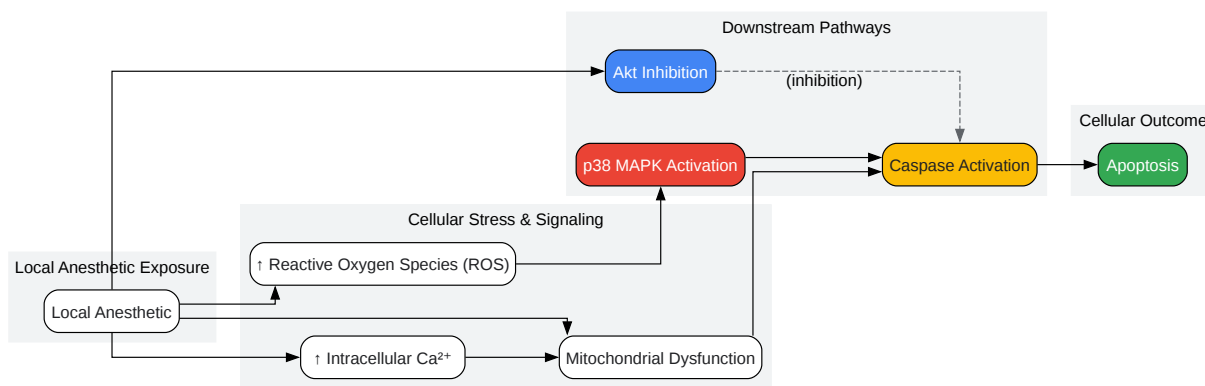 Downstream Pathways
Akt Inhibition
(inhibition)
Cellular Outcome
p38 MAPK Activation
Caspase Activation
Apoptosis
Cellular Stress & Signaling
↑ Reactive Oxygen Species (ROS)
Local Anesthetic Exposure
Local Anesthetic
↑ Intracellular Ca²⁺
Mitochondrial Dysfunction